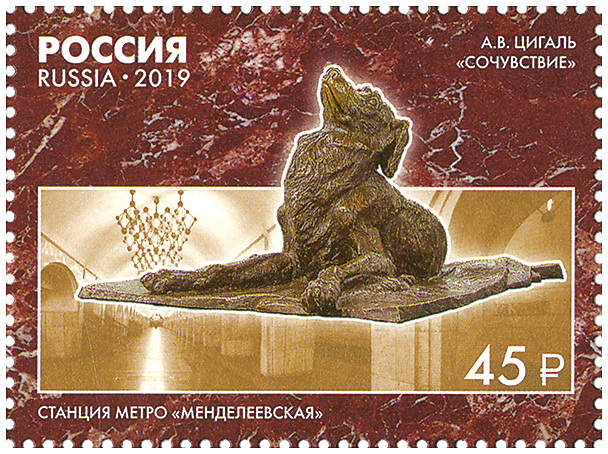 РОССИЯ
RUSSIA • 2019
А.В. ЦИГАЛЬ
«СОЧУВСТВИЕ»
45 ₽
СТАНЦИЯ МЕТРО «МЕНДЕЛЕЕВСКАЯ»